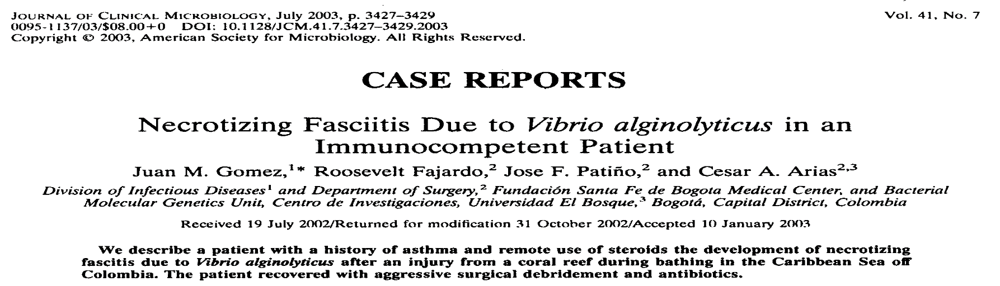 JOURNAL OF CLINICAL MICROBIOLOGY, July 2003, p. 3427–3429 Vol. 41, No. 7
0095-1137/03/$08.00+0 DOI: 10.1128/JCM.41.7.3427–3429.2003
Copyright © 2003, American Society for Microbiology. All Rights Reserved.
CASE REPORTS
Necrotizing Fasciitis Due to Vibrio alginolyticus in an
Immunocompetent Patient
Juan M. Gomez,1* Roosevelt Fajardo,2 Jose F. Patiño,2 and Cesar A. Arias2,3
Division of Infectious Diseases1 and Department of Surgery,2 Fundación Santa Fe de Bogota Medical Center, and Bacterial
Molecular Genetics Unit, Centro de Investigaciones, Universidad El Bosque,3 Bogotá, Capital District, Colombia
Received 19 July 2002/Returned for modification 31 October 2002/Accepted 10 January 2003
We describe a patient with a history of asthma and remote use of steroids the development of necrotizing
fascitis due to Vibrio alginolyticus after an injury from a coral reef during bathing in the Caribbean Sea off
Colombia. The patient recovered with aggressive surgical debridement and antibiotics.